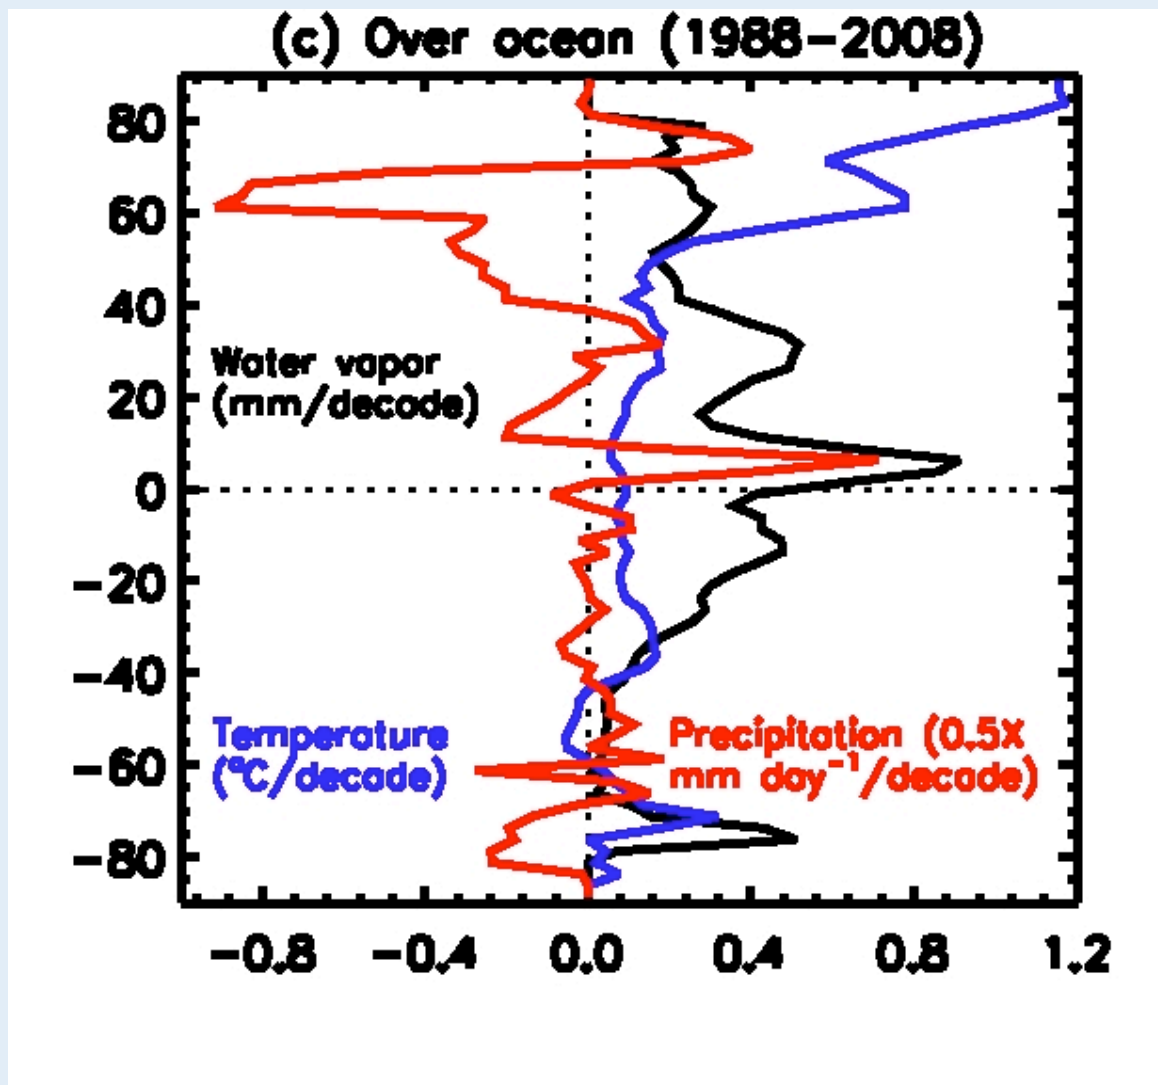 (c) Over ocean (1988-2008)
80
60
40
Water vapor
(mm/decade)
20
0
-20
-40
Temperature
(°C/decade)
Precipitation (0.5X
mm day-1/decade)
-60
-80
-0.8 -0.4 0.0 0.4 0.8 1.2